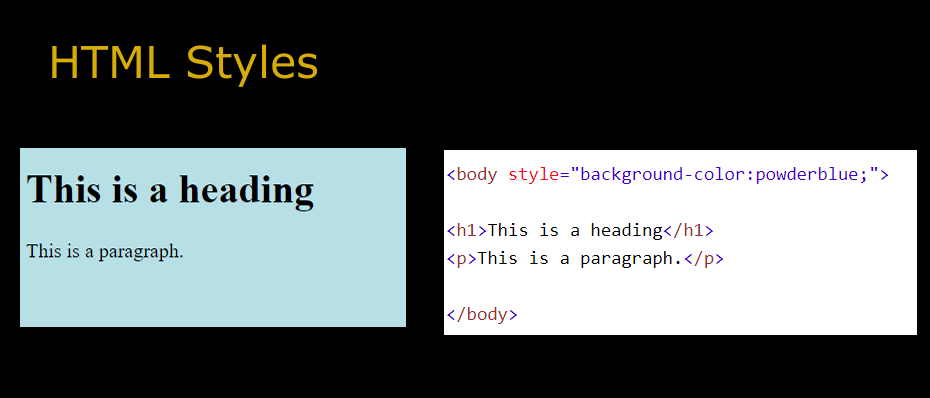 HTML Styles
This is a heading
This is a paragraph.
<body style="background-color:powderblue;">
<h1>This is a heading</h1>
<p>This is a paragraph.</p>
</body>